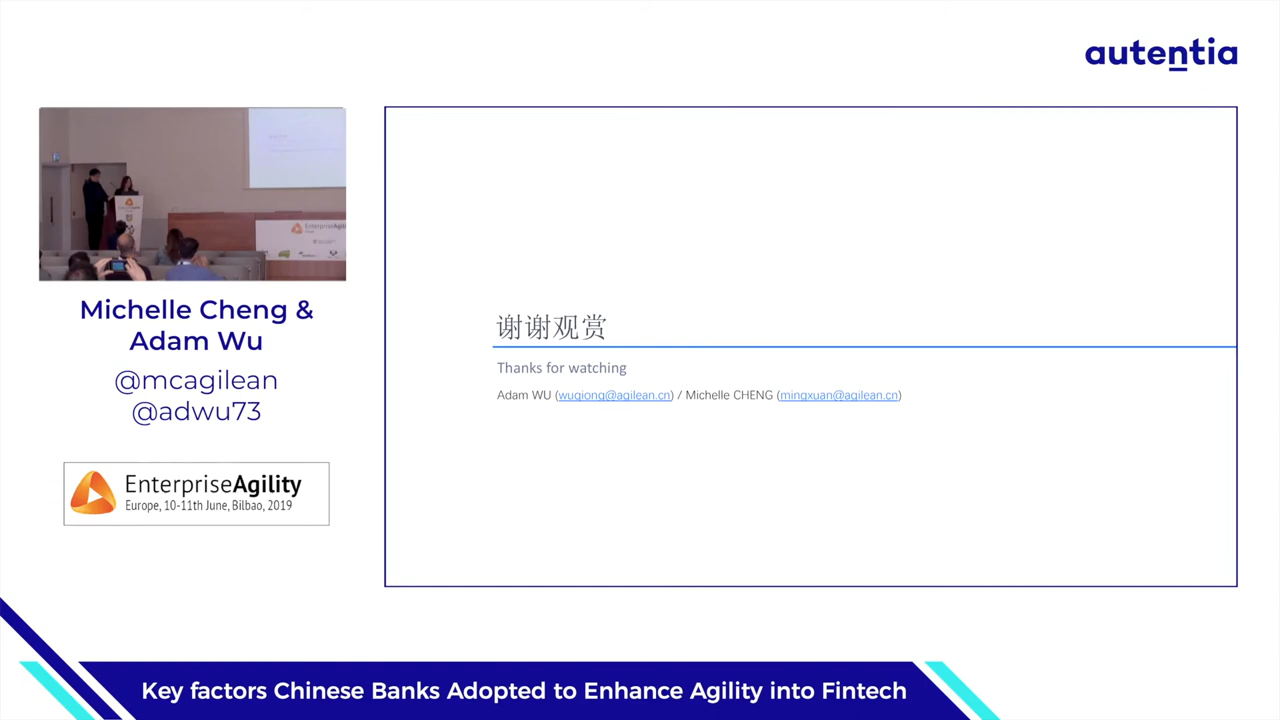 autentia
Michelle Cheng &
Adam Wu
@mcagilean
@adwu73
EnterpriseAgility
Europe, 10-11th June, Bilbao, 2019
谢谢观赏
Thanks for watching
Adam WU (wuqiong@agilean.cn) / Michelle CHENG (mingxuan@agilean.cn)
EnterpriseAgili
Key factors Chinese Banks Adopted to Enhance Agility into Fintech